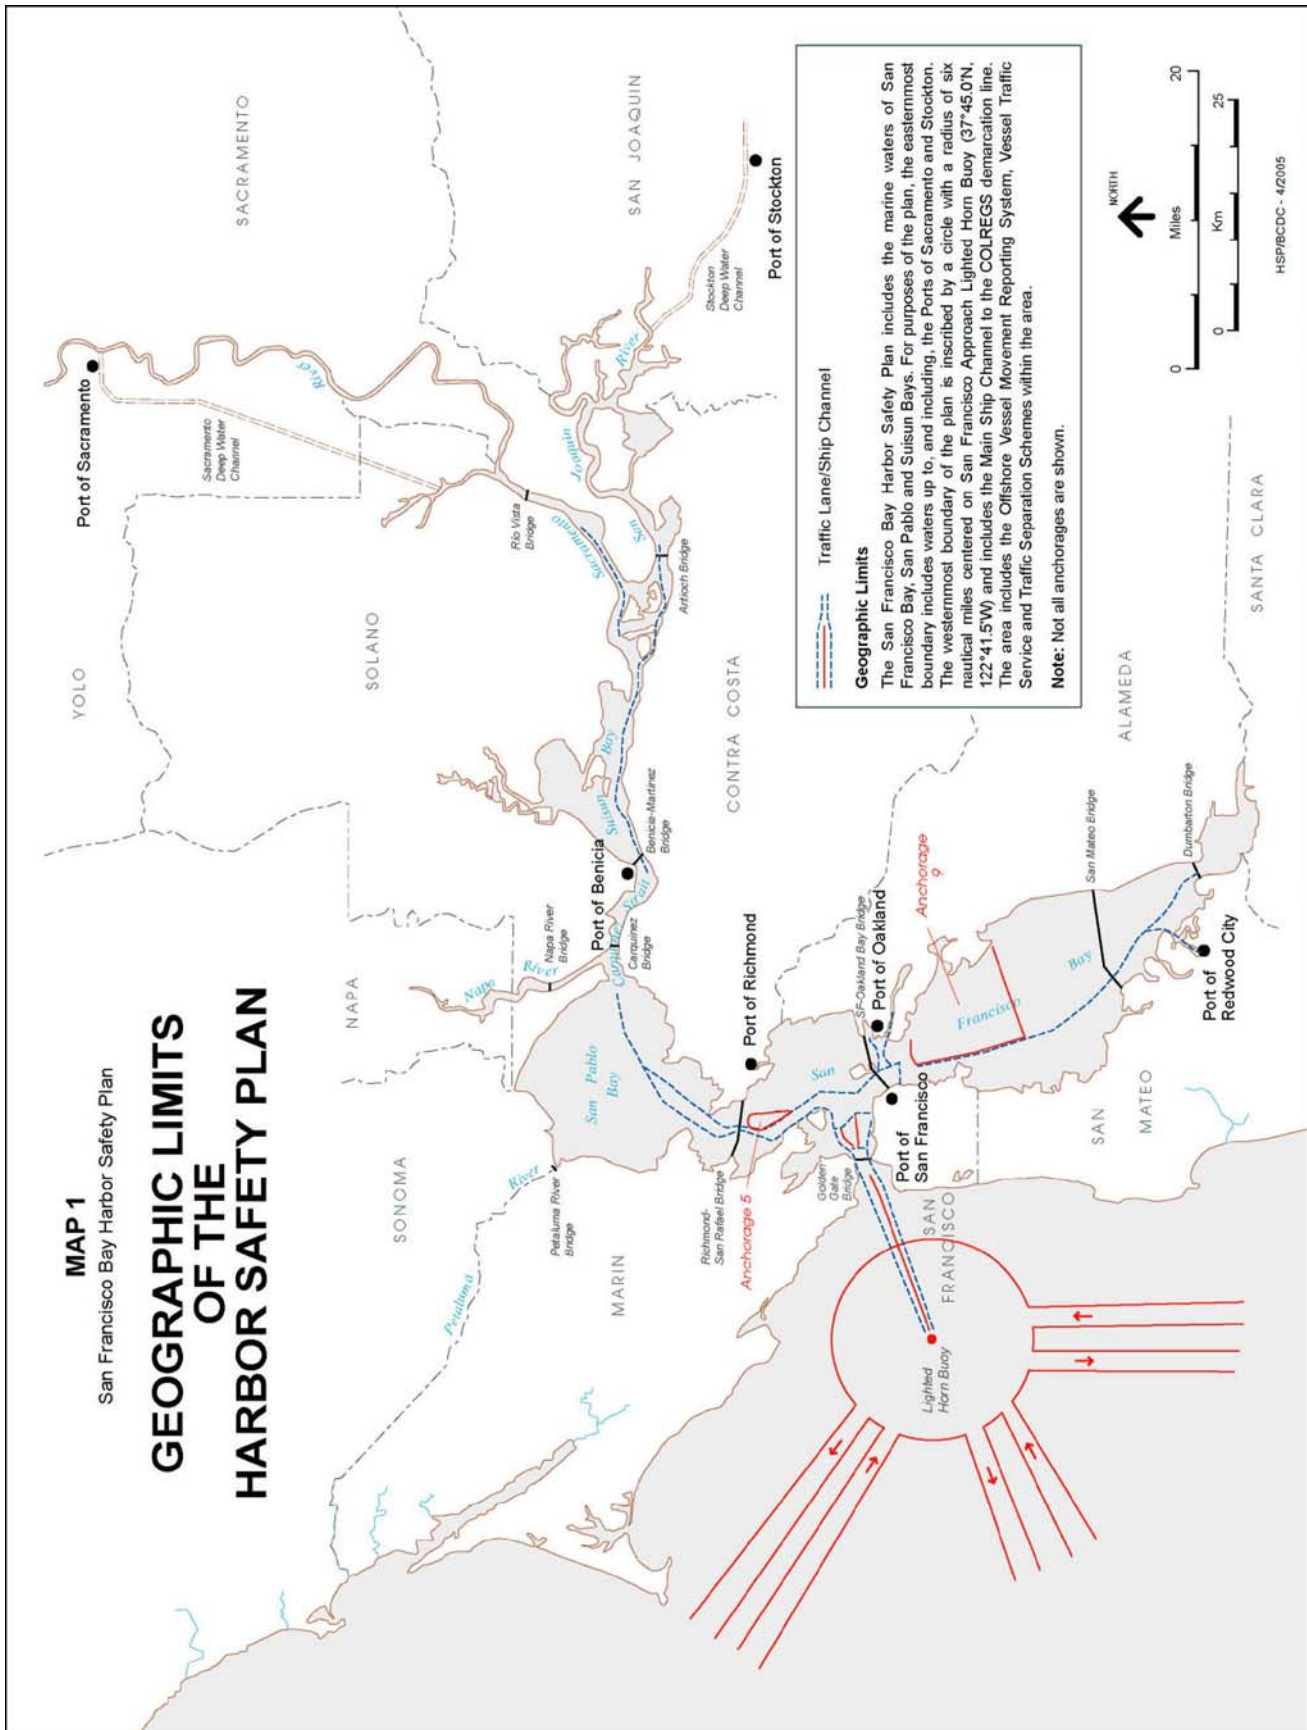 MAP 1
San Francisco Bay Harbor Safety Plan
GEOGRAPHIC LIMITS
OF THE
HARBOR SAFETY PLAN
YOLO
SACRAMENTO
Port of Sacramento
Sacramento
Deep Water
Channel
River
NAPA
SONOMA
SOLANO
Napa
River
Napa River
Bridge
Petaluma
River
Petaluma River
Bridge
Rio Vista
Bridge
Sacramento
San
Joaquin
River
SAN JOAQUIN
Stockton
Deep Water
Channel
Port of Stockton
Antioch Bridge
Suisun
Bay
Port of Benicia
Benicia-Martinez
Bridge
Carquinez
Strait
Carquinez
Bridge
San Pablo
Bay
MARIN
CONTRA COSTA
Richmond-
San Rafael Bridge
Anchorage 5
Port of Richmond
San
Golden
Gate
Bridge
SF-Oakland Bay Bridge
Port of Oakland
Port of
San Francisco
SAN
FRANCISCO
Lighted
Horn Buoy
Anchorage
9
Francisco
Bay
ALAMEDA
San Mateo Bridge
Dumbarton Bridge
SAN
MATEO
Port of
Redwood City
SANTA CLARA
Traffic Lane/Ship Channel
Geographic Limits
The San Francisco Bay Harbor Safety Plan includes the marine waters of San
Francisco Bay, San Pablo and Suisun Bays. For purposes of the plan, the easternmost
boundary includes waters up to, and including, the Ports of Sacramento and Stockton.
The westernmost boundary of the plan is inscribed by a circle with a radius of six
nautical miles centered on San Francisco Approach Lighted Horn Buoy (37°45.0'N,
122°41.5'W) and includes the Main Ship Channel to the COLREGS demarcation line.
The area includes the Offshore Vessel Movement Reporting System, Vessel Traffic
Service and Traffic Separation Schemes within the area.
Note: Not all anchorages are shown.
NORTH
0 Miles 20
0 Km 25
HSP/BCDC - 4/2005